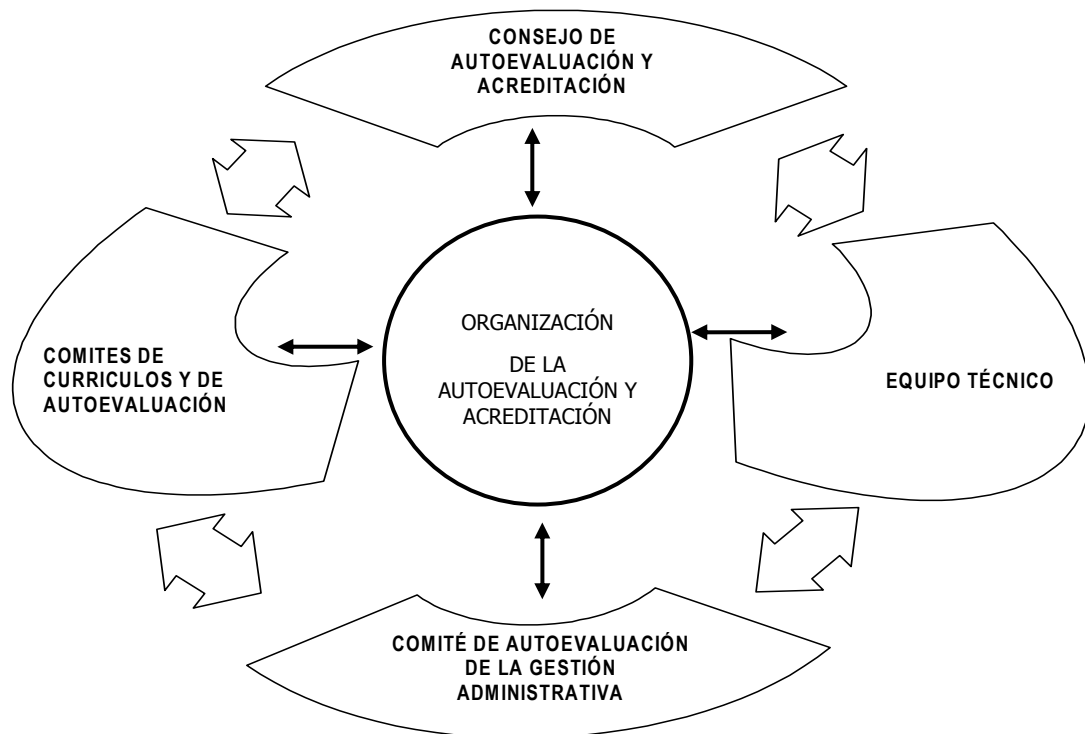 CONSEJO DE
AUTOEVALUACIÓN Y
ACREDITACIÓN
ORGANIZACIÓN
DE LA
AUTOEVALUACIÓN Y
ACREDITACIÓN
COMITES DE
CURRICULOS Y DE
AUTOEVALUACIÓN
EQUIPO TÉCNICO
COMITÉ DE AUTOEVALUACIÓN
DE LA GESTIÓN
ADMINISTRATIVA